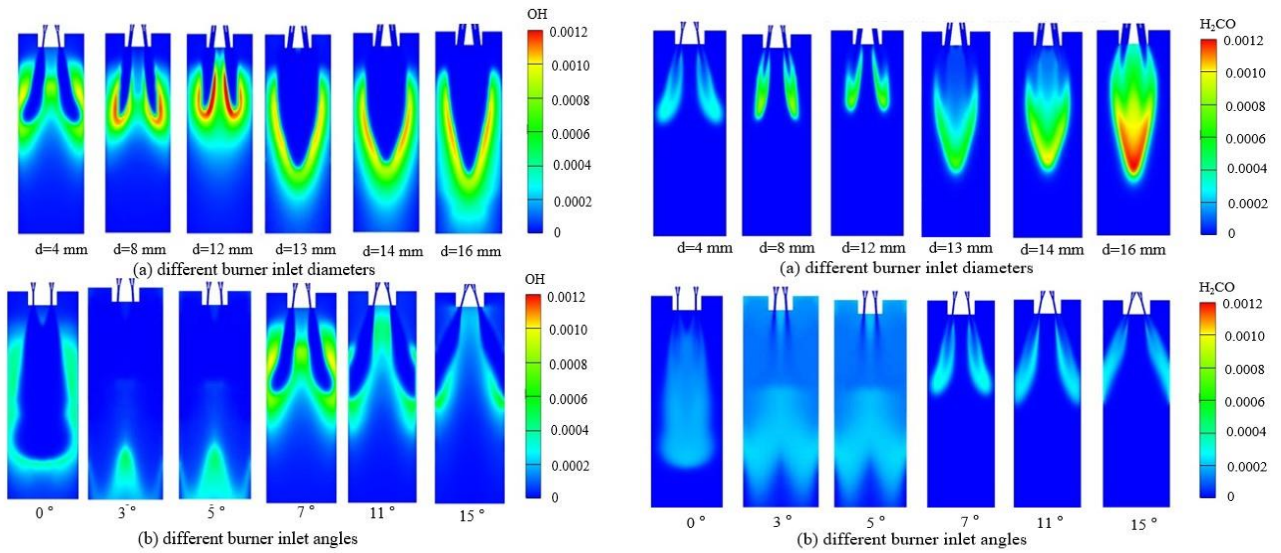 OH
0.0012
0.0010
0.0008
0.0006
0.0004
0.0002
0
d=4 mm d=8 mm d=12 mm d=13 mm d=14 mm d=16 mm
(a) different burner inlet diameters
H₂CO
0.0012
0.0010
0.0008
0.0006
0.0004
0.0002
0
d=4 mm d=8 mm d=12 mm d=13 mm d=14 mm d=16 mm
(a) different burner inlet diameters
OH
0.0012
0.0010
0.0008
0.0006
0.0004
0.0002
0
0 ° 3 ° 5 ° 7 ° 11 ° 15 °
(b) different burner inlet angles
H₂CO
0.0012
0.0010
0.0008
0.0006
0.0004
0.0002
0
0 ° 3 ° 5 ° 7 ° 11 ° 15 °
(b) different burner inlet angles